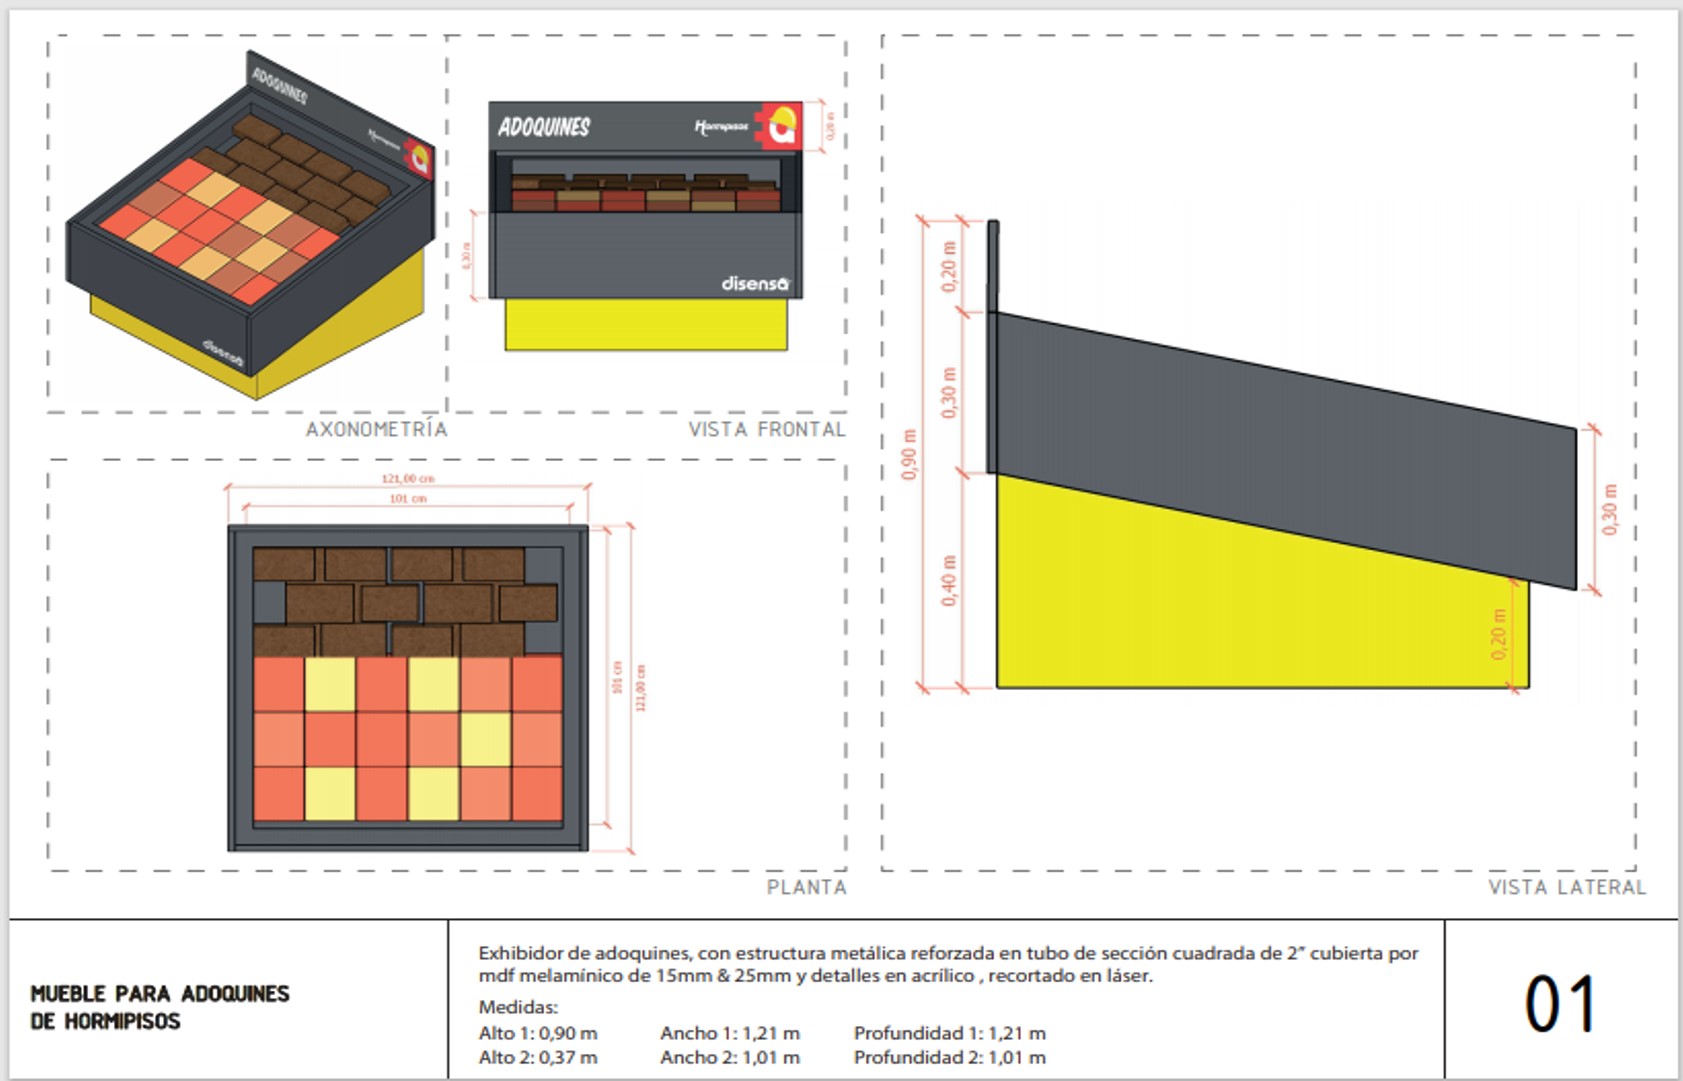 ADOQUINES
Hormipisos
disensa
AXONOMETRÍA
ADOQUINES
Hormipisos
0,20 m
0,30 m
disensa
VISTA FRONTAL
121,00 cm
101 cm
101 cm
121,00 cm
PLANTA
0,20 m
0,30 m
0,90 m
0,40 m
0,30 m
0,20 m
VISTA LATERAL
MUEBLE PARA ADOQUINES
DE HORMIPISOS
Exhibidor de adoquines, con estructura metálica reforzada en tubo de sección cuadrada de 2” cubierta por
mdf melamínico de 15mm & 25mm y detalles en acrílico , recortado en láser.
Medidas:
Alto 1: 0,90 m Ancho 1: 1,21 m Profundidad 1: 1,21 m
Alto 2: 0,37 m Ancho 2: 1,01 m Profundidad 2: 1,01 m
01